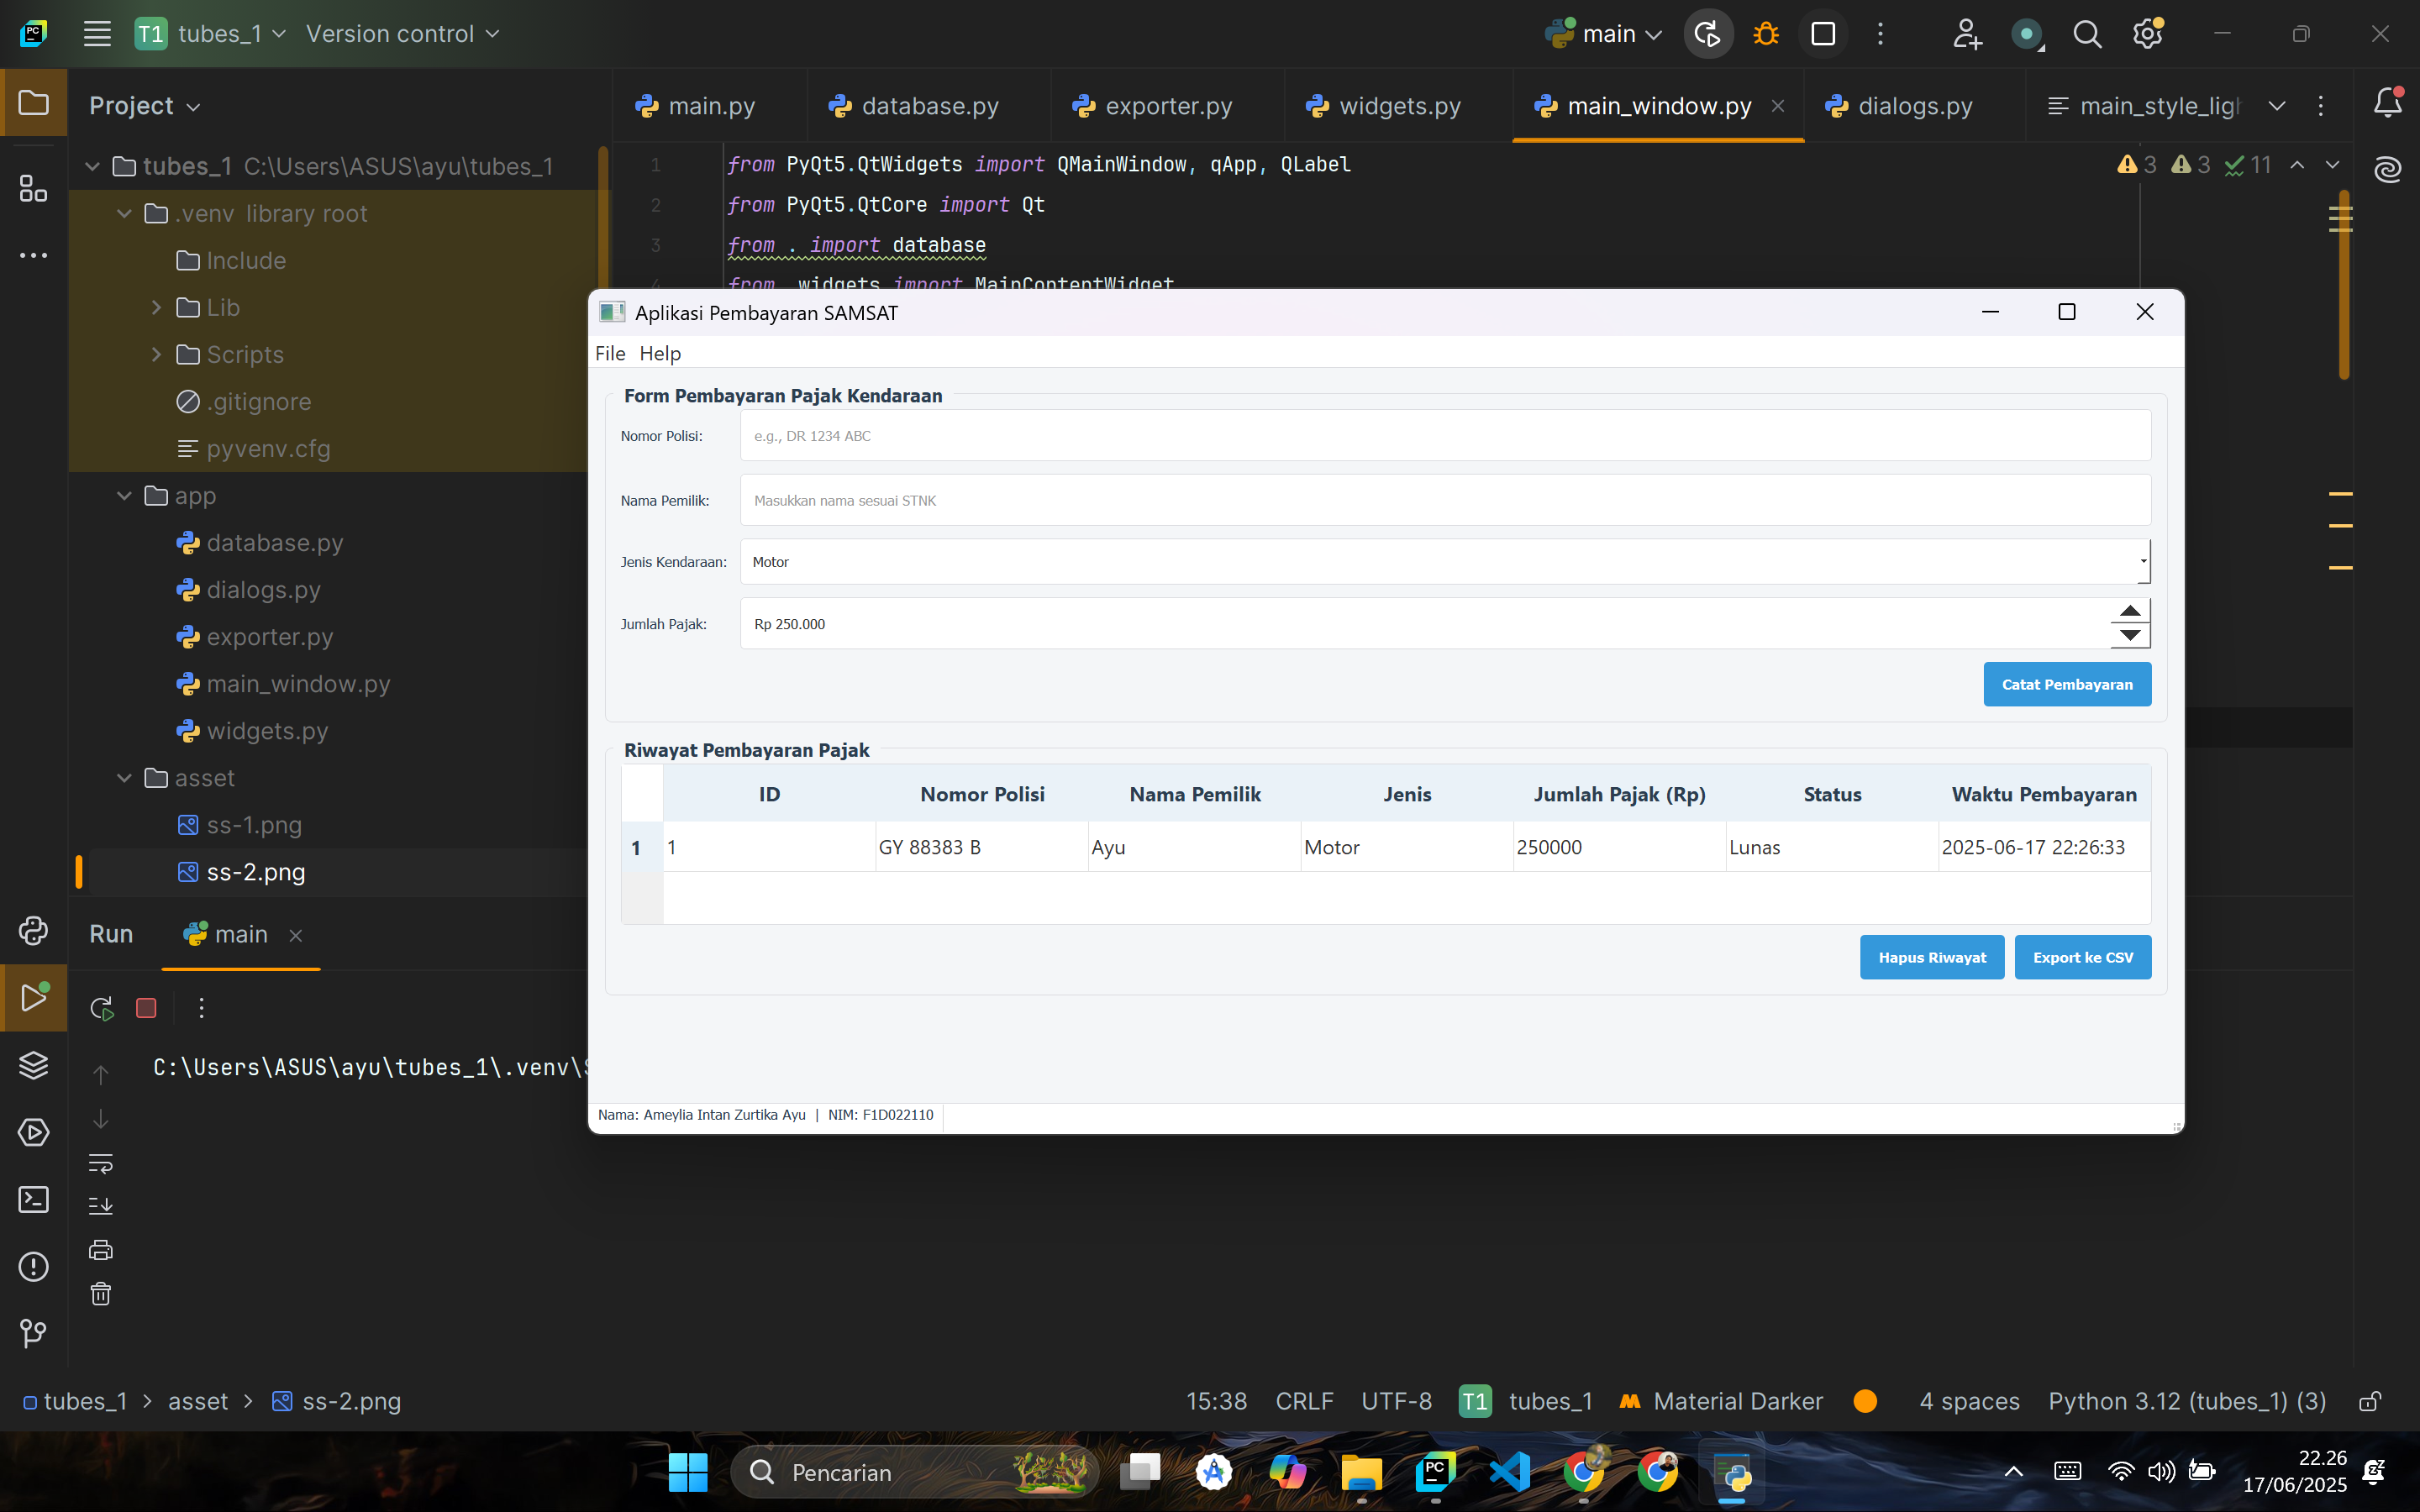 T1 tubes_1 Version control main
Project
main.py database.py exporter.py widgets.py main_window.py dialogs.py main_style_lig
tubes_1 C:\Users\ASUS\ayu\tubes_1
.venv library root
Include
Lib
Scripts
.gitignore
pyvenv.cfg
app
database.py
dialogs.py
exporter.py
main_window.py
widgets.py
asset
ss-1.png
ss-2.png
1 from PyQt5.QtWidgets import QMainWindow, qApp, QLabel
2 from PyQt5.QtCore import Qt
3 from . import database
4 from .widgets import MainContentWidget
3 3 11
Aplikasi Pembayaran SAMSAT
File Help
Form Pembayaran Pajak Kendaraan
Nomor Polisi: e.g., DR 1234 ABC
Nama Pemilik: Masukkan nama sesuai STNK
Jenis Kendaraan: Motor
Jumlah Pajak: Rp 250.000
Catat Pembayaran
Riwayat Pembayaran Pajak
ID Nomor Polisi Nama Pemilik Jenis Jumlah Pajak (Rp) Status Waktu Pembayaran
1 1 GY 88383 B Ayu Motor 250000 Lunas 2025-06-17 22:26:33
Hapus Riwayat Export ke CSV
Nama: Ameylia Intan Zurtika Ayu | NIM: F1D022110
Run main
C:\Users\ASUS\ayu\tubes_1\.venv\S
tubes_1 > asset > ss-2.png
15:38 CRLF UTF-8 T1 tubes_1 Material Darker 4 spaces Python 3.12 (tubes_1) (3)
Pencarian
22.26
17/06/2025